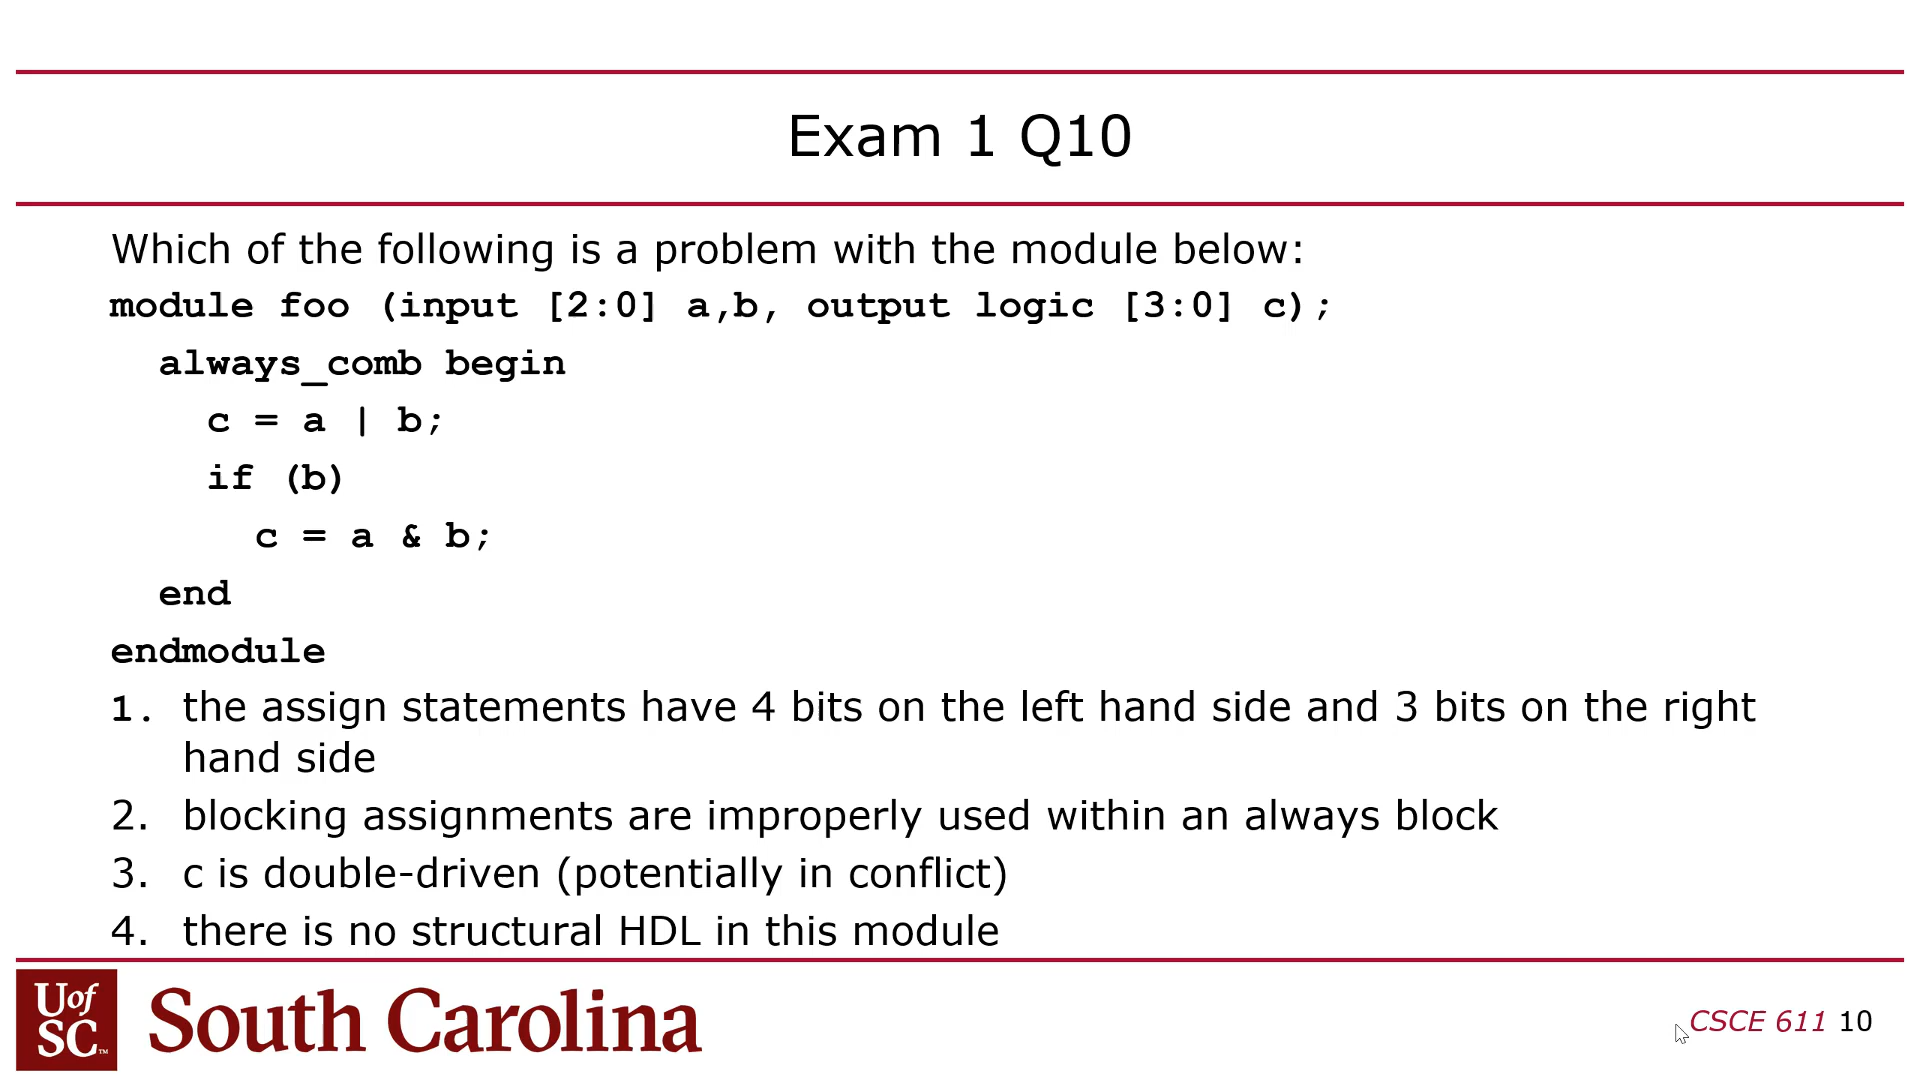 Exam 1 Q10
Which of the following is a problem with the module below:
module foo (input [2:0] a,b, output logic [3:0] c);
always_comb begin
c = a | b;
if (b)
c = a & b;
end
endmodule
1. the assign statements have 4 bits on the left hand side and 3 bits on the right
hand side
2. blocking assignments are improperly used within an always block
3. c is double-driven (potentially in conflict)
4. there is no structural HDL in this module
UofSC™ South Carolina
CSCE 611 10